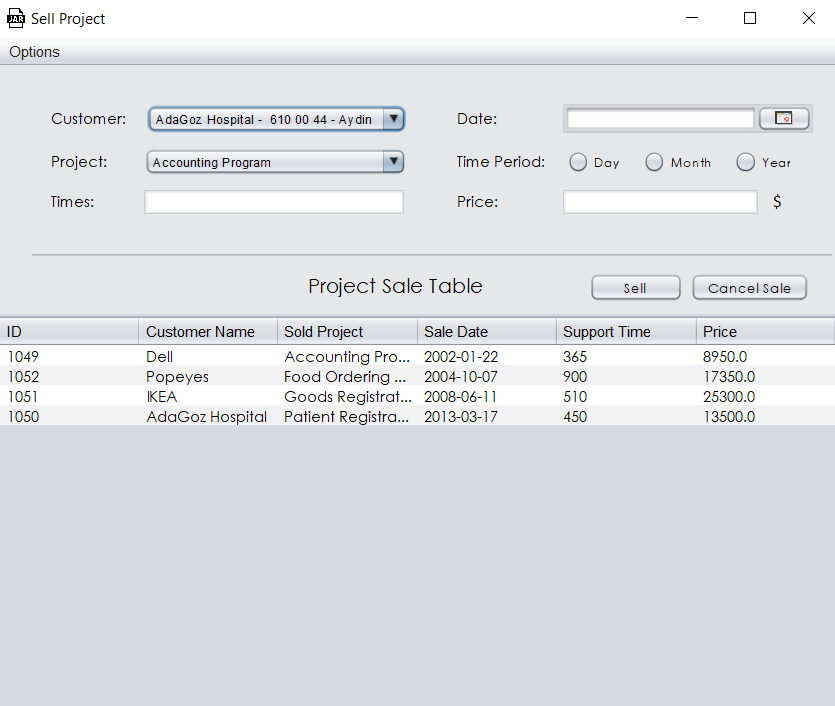 JAR Sell Project
Options
Customer: AdaGoz Hospital - 610 00 44 - Aydin Date:
Project: Accounting Program Time Period: Day Month Year
Times: Price: $
Project Sale Table Sell Cancel Sale
ID Customer Name Sold Project Sale Date Support Time Price
1049 Dell Accounting Pro... 2002-01-22 365 8950.0
1052 Popeyes Food Ordering ... 2004-10-07 900 17350.0
1051 IKEA Goods Registrat... 2008-06-11 510 25300.0
1050 AdaGoz Hospital Patient Registra... 2013-03-17 450 13500.0